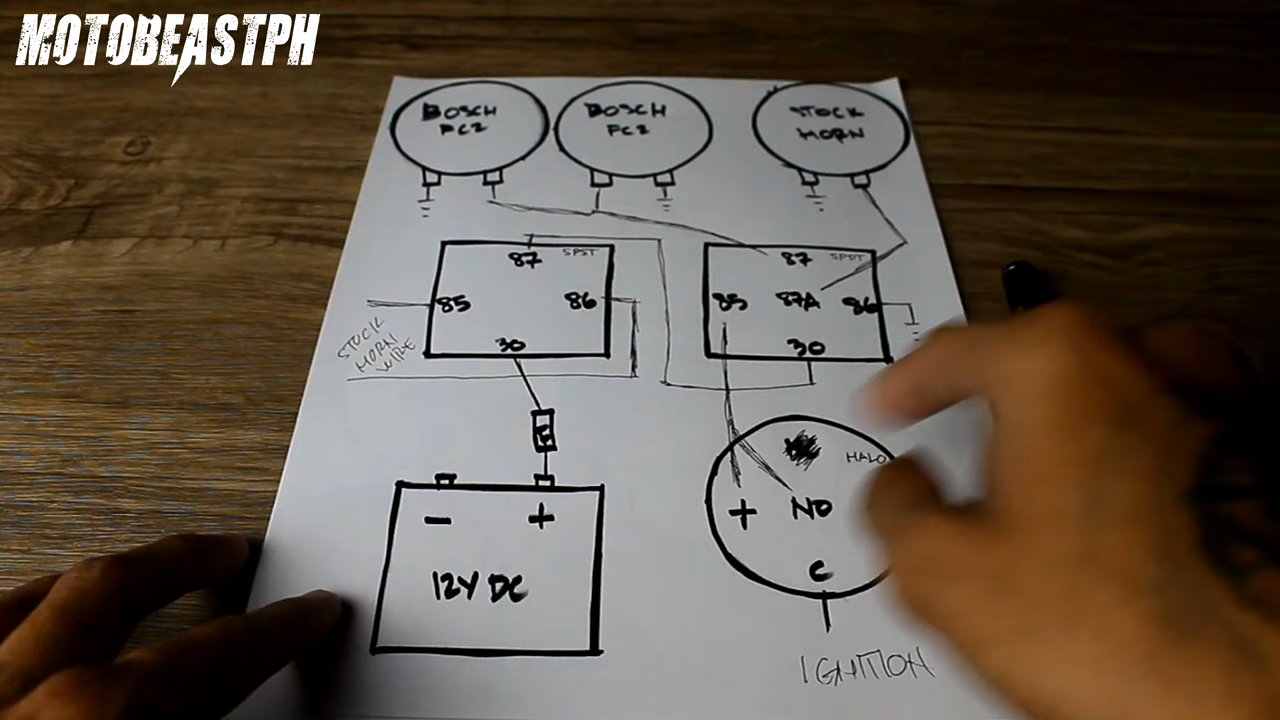 MOTOBEASTPH
BOSCH
FC2
BOSCH
FC2
STOCK
HORN
87
SPST
85
86
30
STOCK
HORN
WIRE
87
SPDT
85
87A
86
30
HALO
+
NO
C
IGNITION
-
+
12V DC